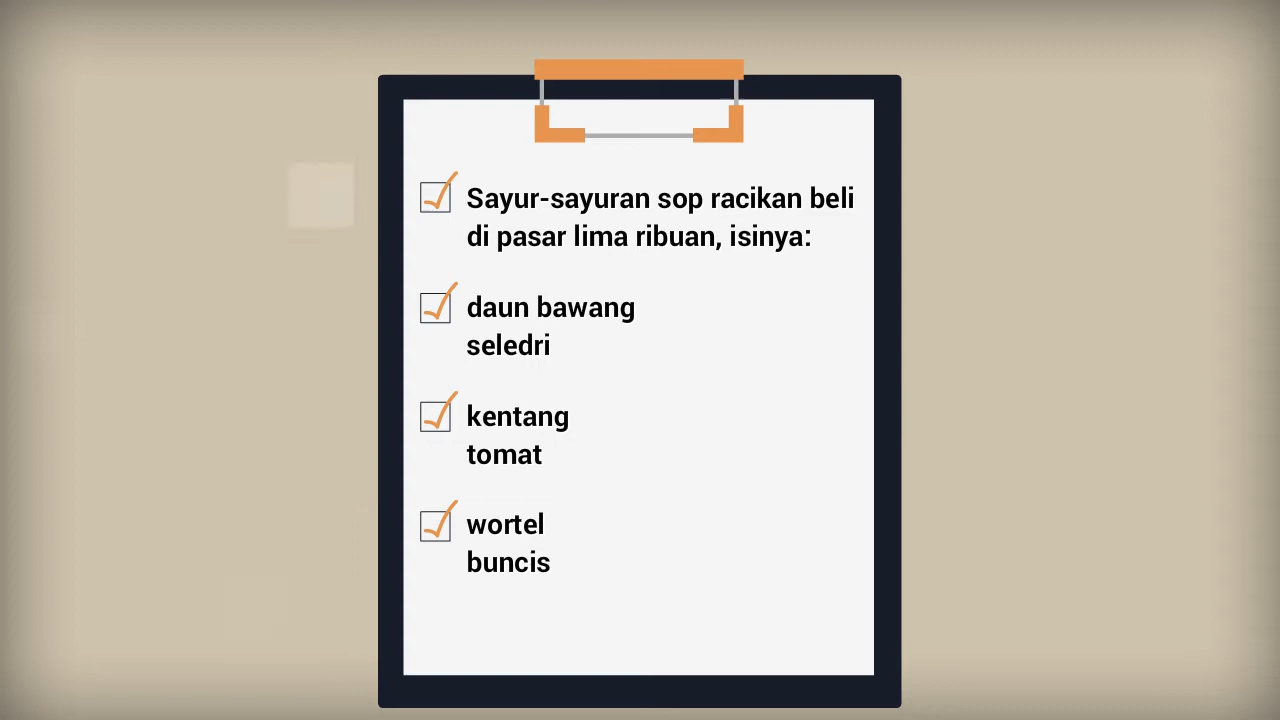 Sayur-sayuran sop racikan beli
di pasar lima ribuan, isinya:
daun bawang
seledri
kentang
tomat
wortel
buncis